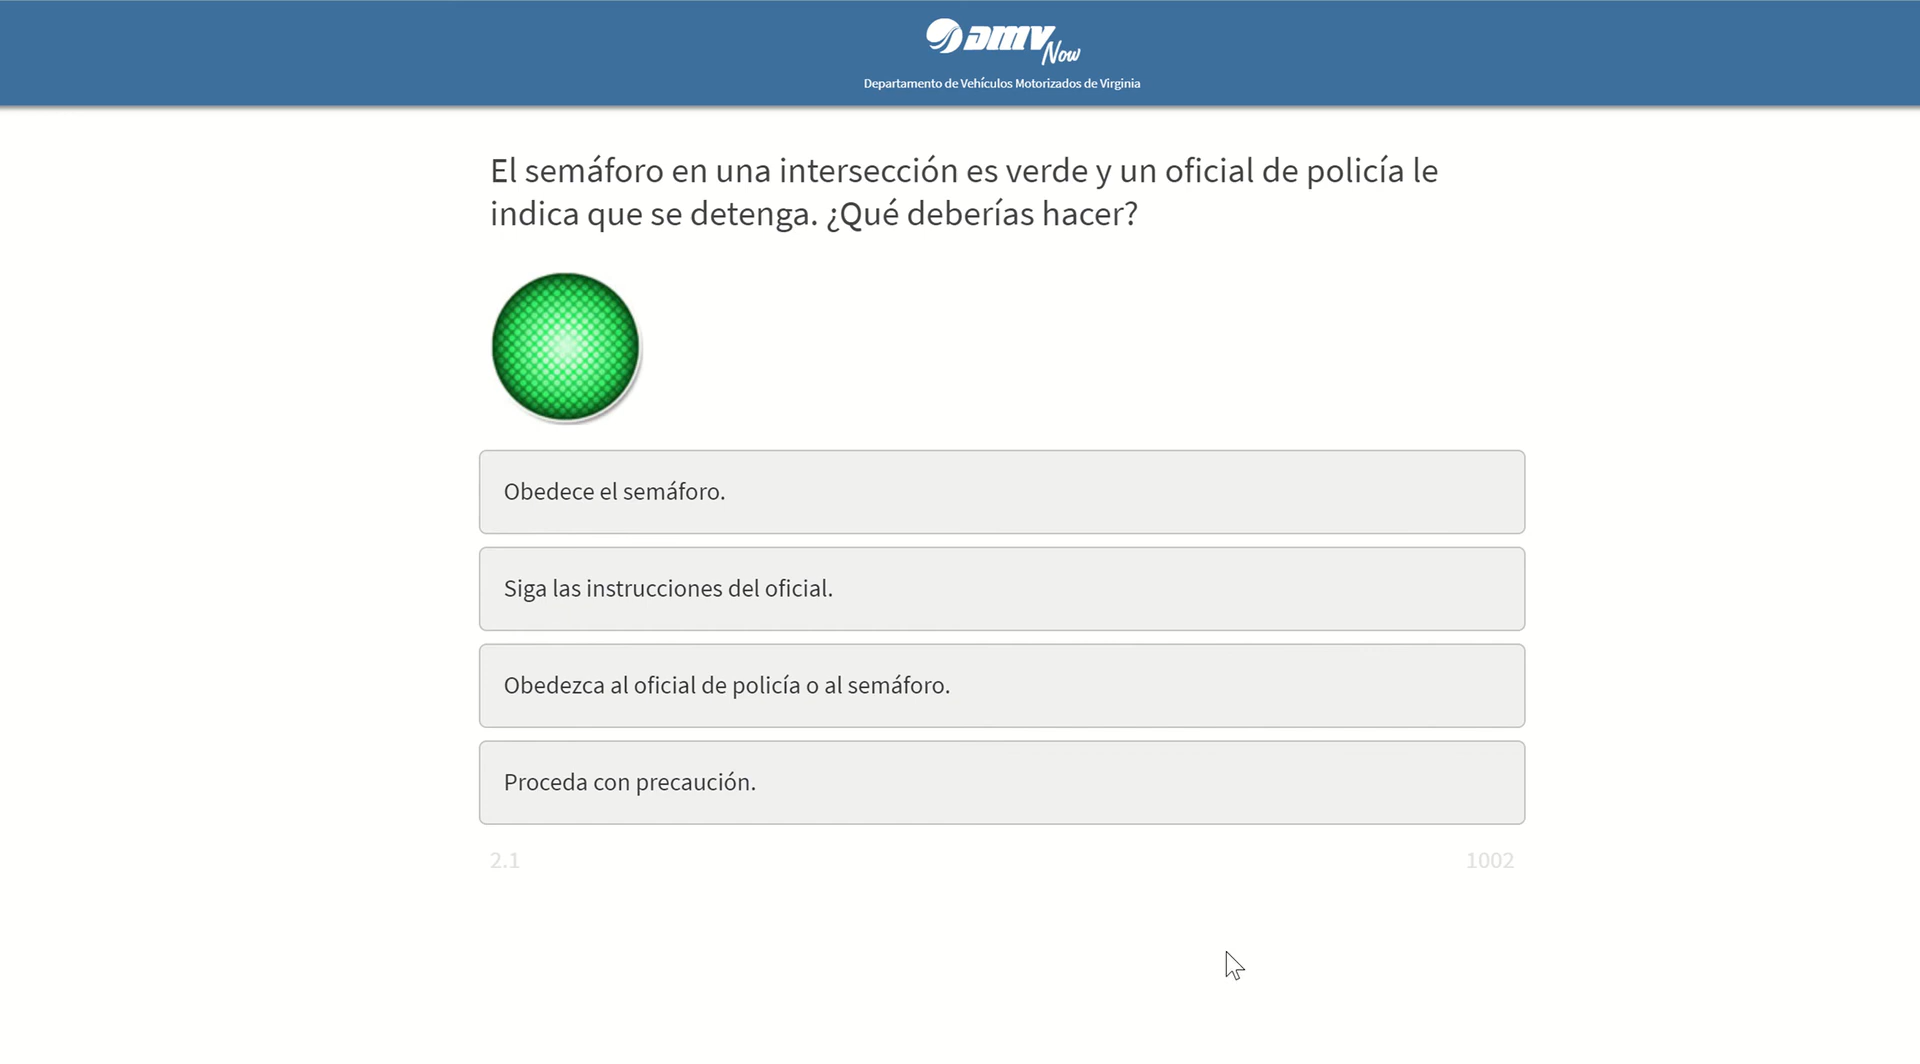 DMV Now
Departamento de Vehículos Motorizados de Virginia
El semáforo en una intersección es verde y un oficial de policía le
indica que se detenga. ¿Qué deberías hacer?
Obedece el semáforo.
Siga las instrucciones del oficial.
Obedezca al oficial de policía o al semáforo.
Proceda con precaución.
2.1
1002